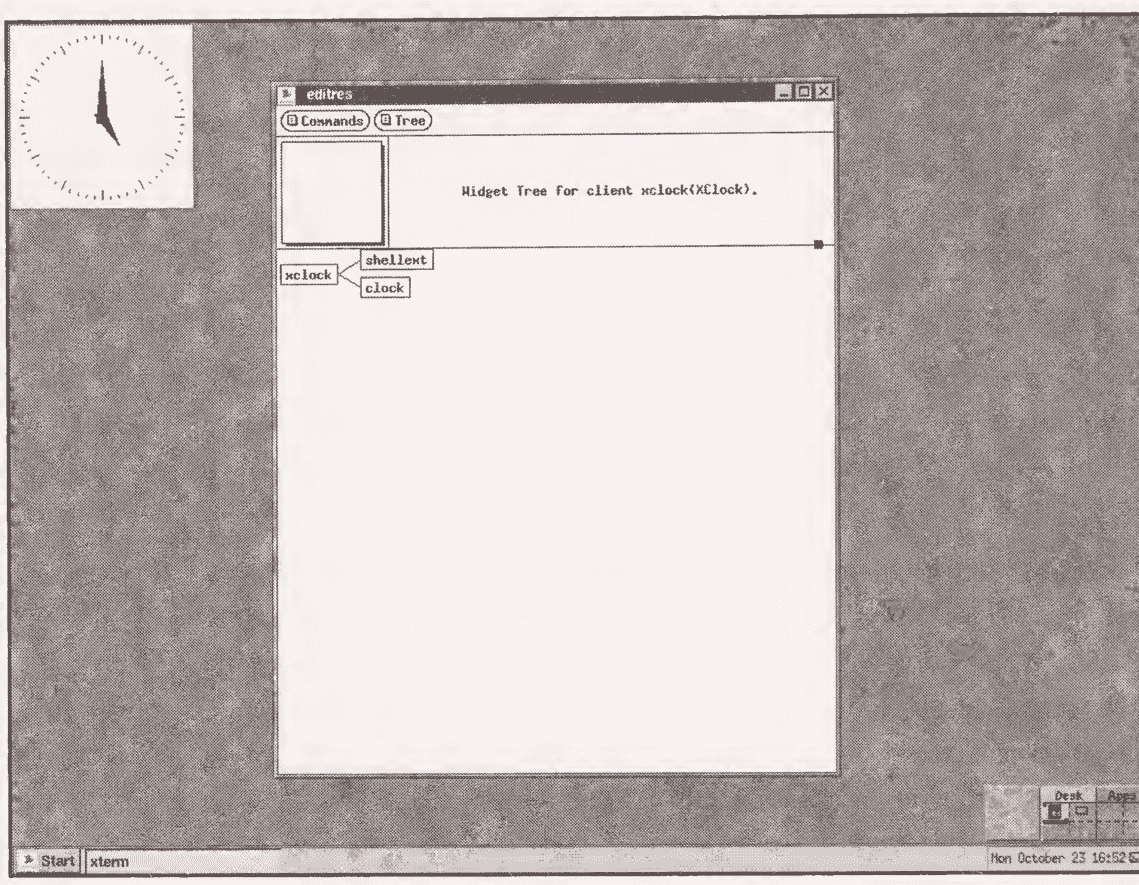 editres
Commands Tree
Widget Tree for client xclock(XClock).
shellext
xclock
clock
Desk Apps
Start xterm
Mon October 23 16:52